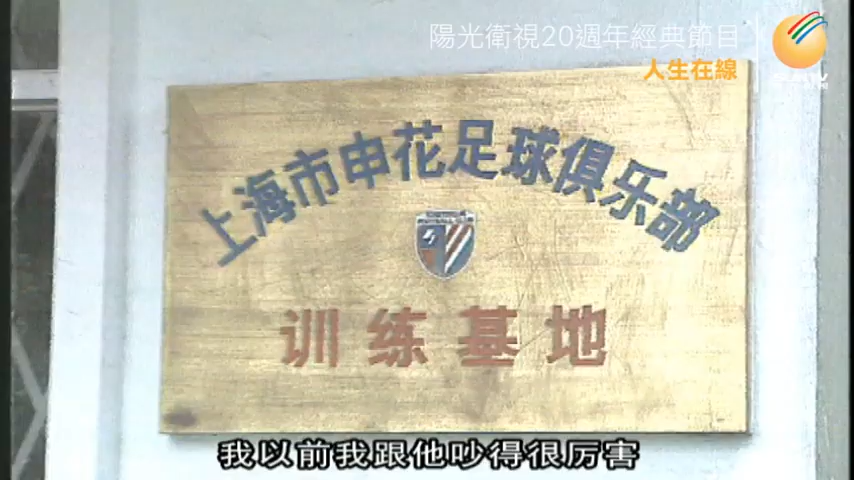 陽光衛視20週年經典節目
人生在線
上海市申花足球俱乐部
训练基地
我以前我跟他吵得很厉害